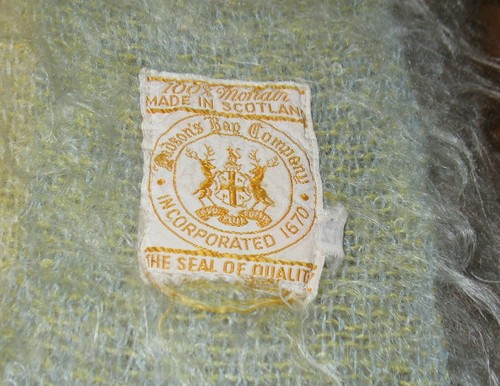 100% Mohair
MADE IN SCOTLAN
Hudson's Bay Company
INCORPORATED 1670
THE SEAL OF QUALIT